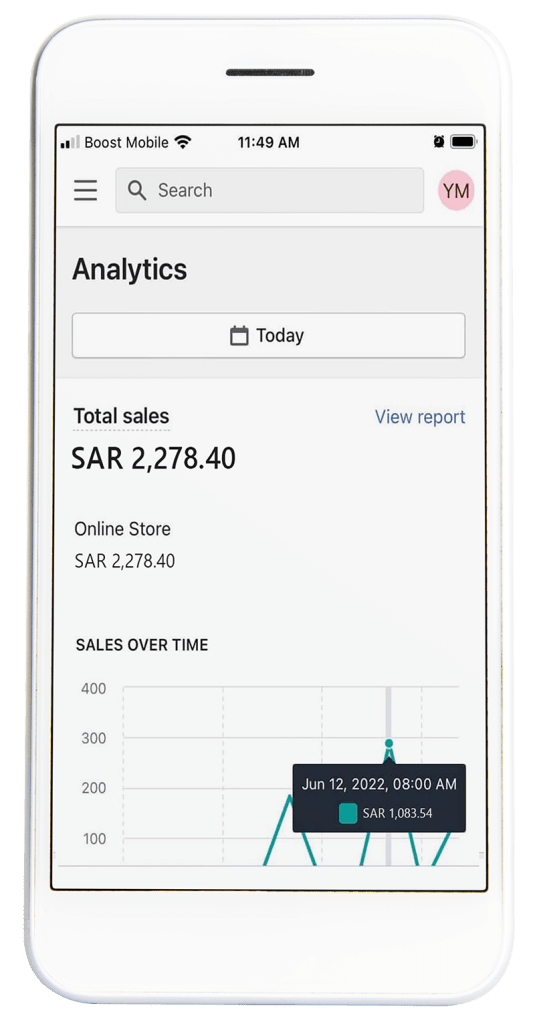 Boost Mobile 11:49 AM
Search YM
Analytics
Today
Total sales View report
SAR 2,278.40
Online Store
SAR 2,278.40
SALES OVER TIME
400
300
200
Jun 12, 2022, 08:00 AM
SAR 1,083.54
100